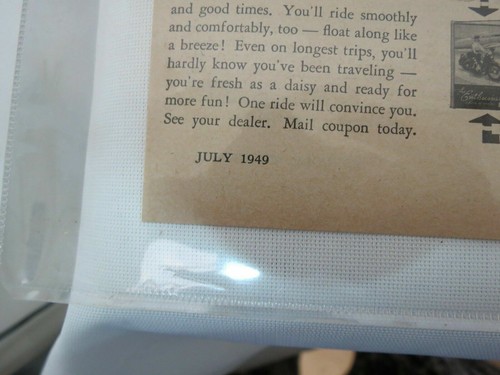 and good times. You'll ride smoothly
and comfortably, too — float along like
a breeze! Even on longest trips, you'll
hardly know you've been traveling —
you're fresh as a daisy and ready for
more fun! One ride will convince you.
See your dealer. Mail coupon today.
JULY 1949